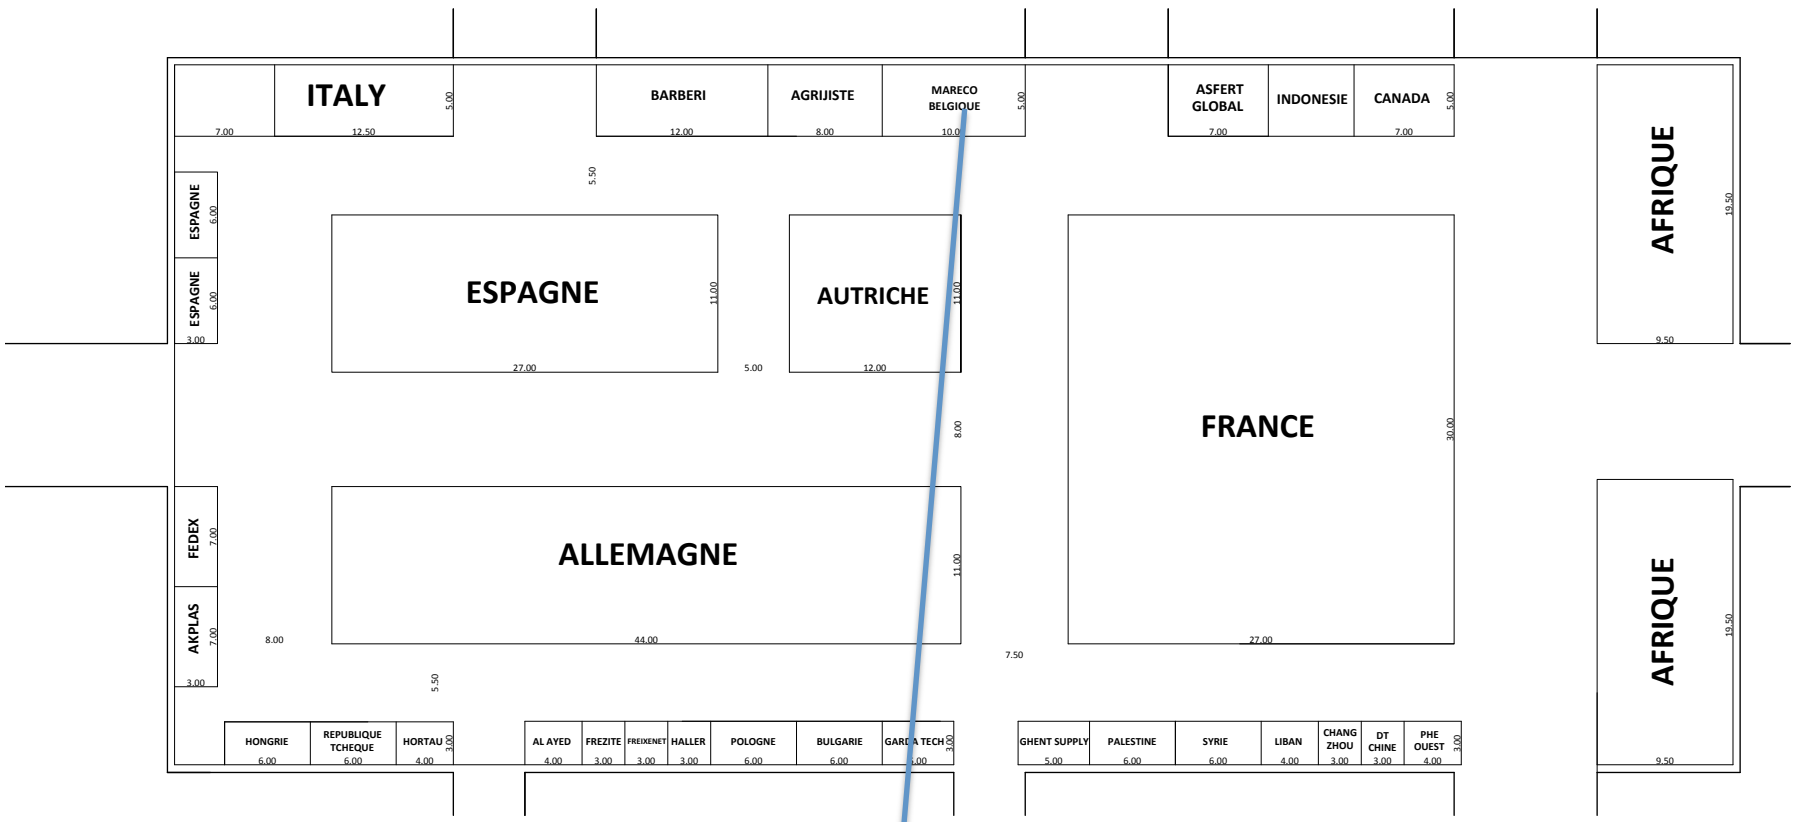 ITALY
5.00
7.00
12.50
BARBERI
AGRIJISTE
MARECO
BELGIQUE
5.00
12.00
8.00
10.00
ASFERT
GLOBAL
INDONESIE
CANADA
5.00
7.00
7.00
AFRIQUE
19.50
9.50
5.50
ESPAGNE
6.00
ESPAGNE
6.00
3.00
ESPAGNE
11.00
27.00
5.00
AUTRICHE
11.00
12.00
8.00
FRANCE
30.00
27.00
FEDEX
7.00
AKPLAS
7.00
3.00
8.00
ALLEMAGNE
11.00
44.00
7.50
5.50
AFRIQUE
19.50
9.50
HONGRIE
6.00
REPUBLIQUE
TCHEQUE
6.00
HORTAU
3.00
4.00
AL AYED
4.00
FREZITE
3.00
FREIXENET
3.00
HALLER
3.00
POLOGNE
6.00
BULGARIE
6.00
GARDA TECH
3.00
GHENT SUPPLY
5.00
PALESTINE
6.00
SYRIE
6.00
LIBAN
4.00
CHANG
ZHOU
3.00
DT
CHINE
3.00
PHE
OUEST
3.00
4.00